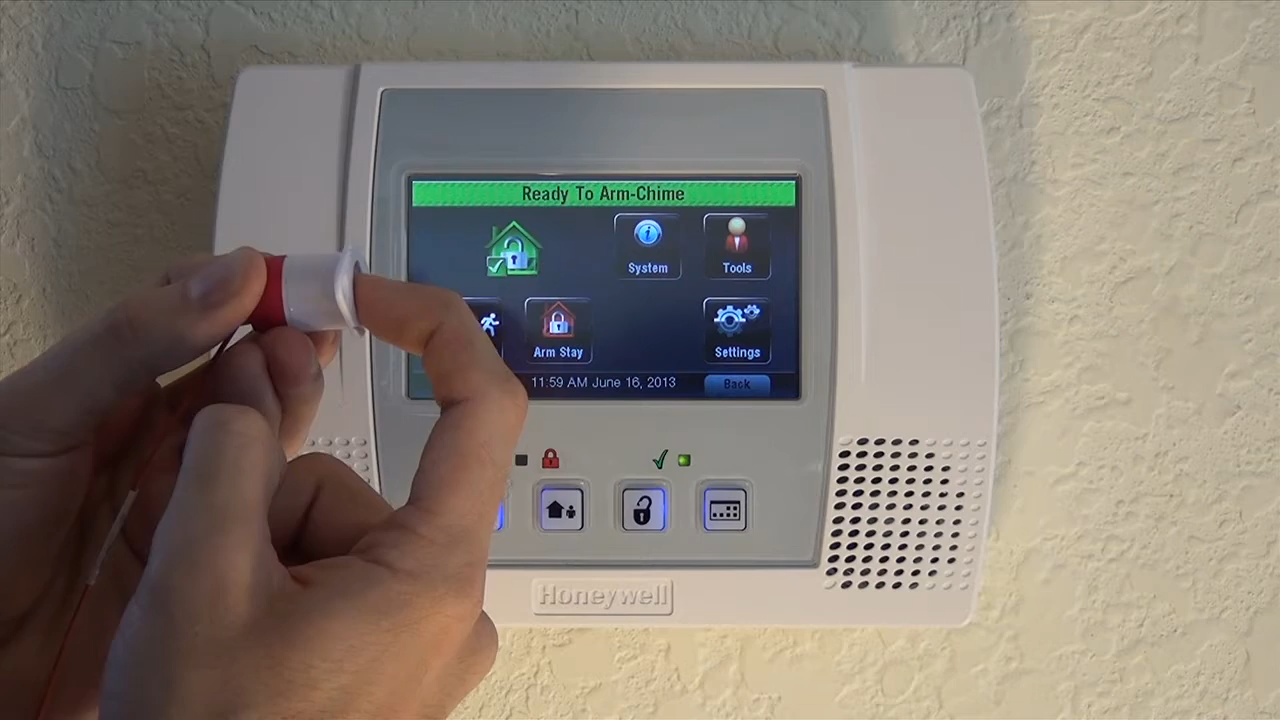 Ready To Arm-Chime
System
Tools
Arm Stay
Settings
11:59 AM June 16, 2013
Back
Honeywell